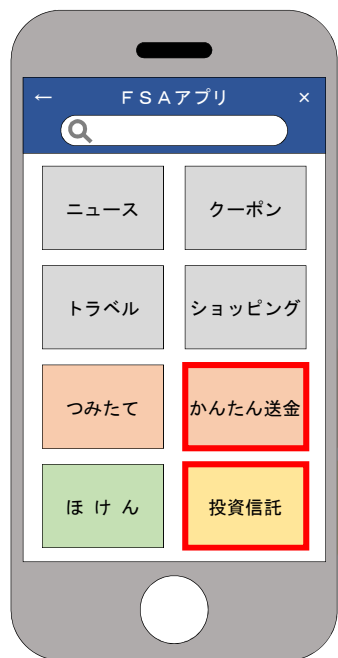 ← ＦＳＡアプリ ×
ニュース クーポン
トラベル ショッピング
つみたて かんたん送金
ほ け ん 投資信託